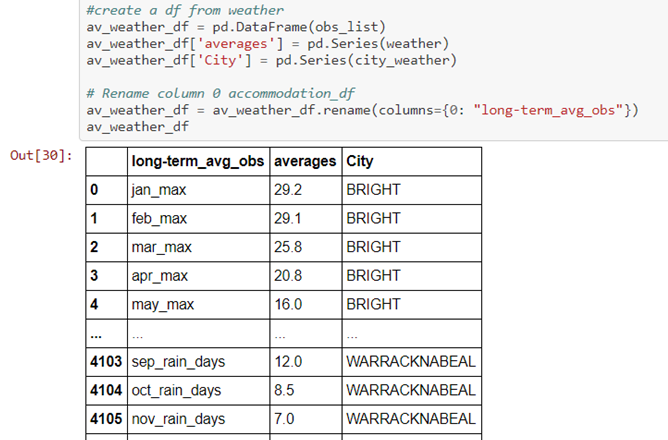 #create a df from weather
av_weather_df = pd.DataFrame(obs_list)
av_weather_df['averages'] = pd.Series(weather)
av_weather_df['City'] = pd.Series(city_weather)
# Rename column 0 accommodation_df
av_weather_df = av_weather_df.rename(columns={0: "long-term_avg_obs"})
av_weather_df
Out[30]:
long-term_avg_obs averages City
0 jan_max 29.2 BRIGHT
1 feb_max 29.1 BRIGHT
2 mar_max 25.8 BRIGHT
3 apr_max 20.8 BRIGHT
4 may_max 16.0 BRIGHT
... ... ... ...
4103 sep_rain_days 12.0 WARRACKNABEAL
4104 oct_rain_days 8.5 WARRACKNABEAL
4105 nov_rain_days 7.0 WARRACKNABEAL